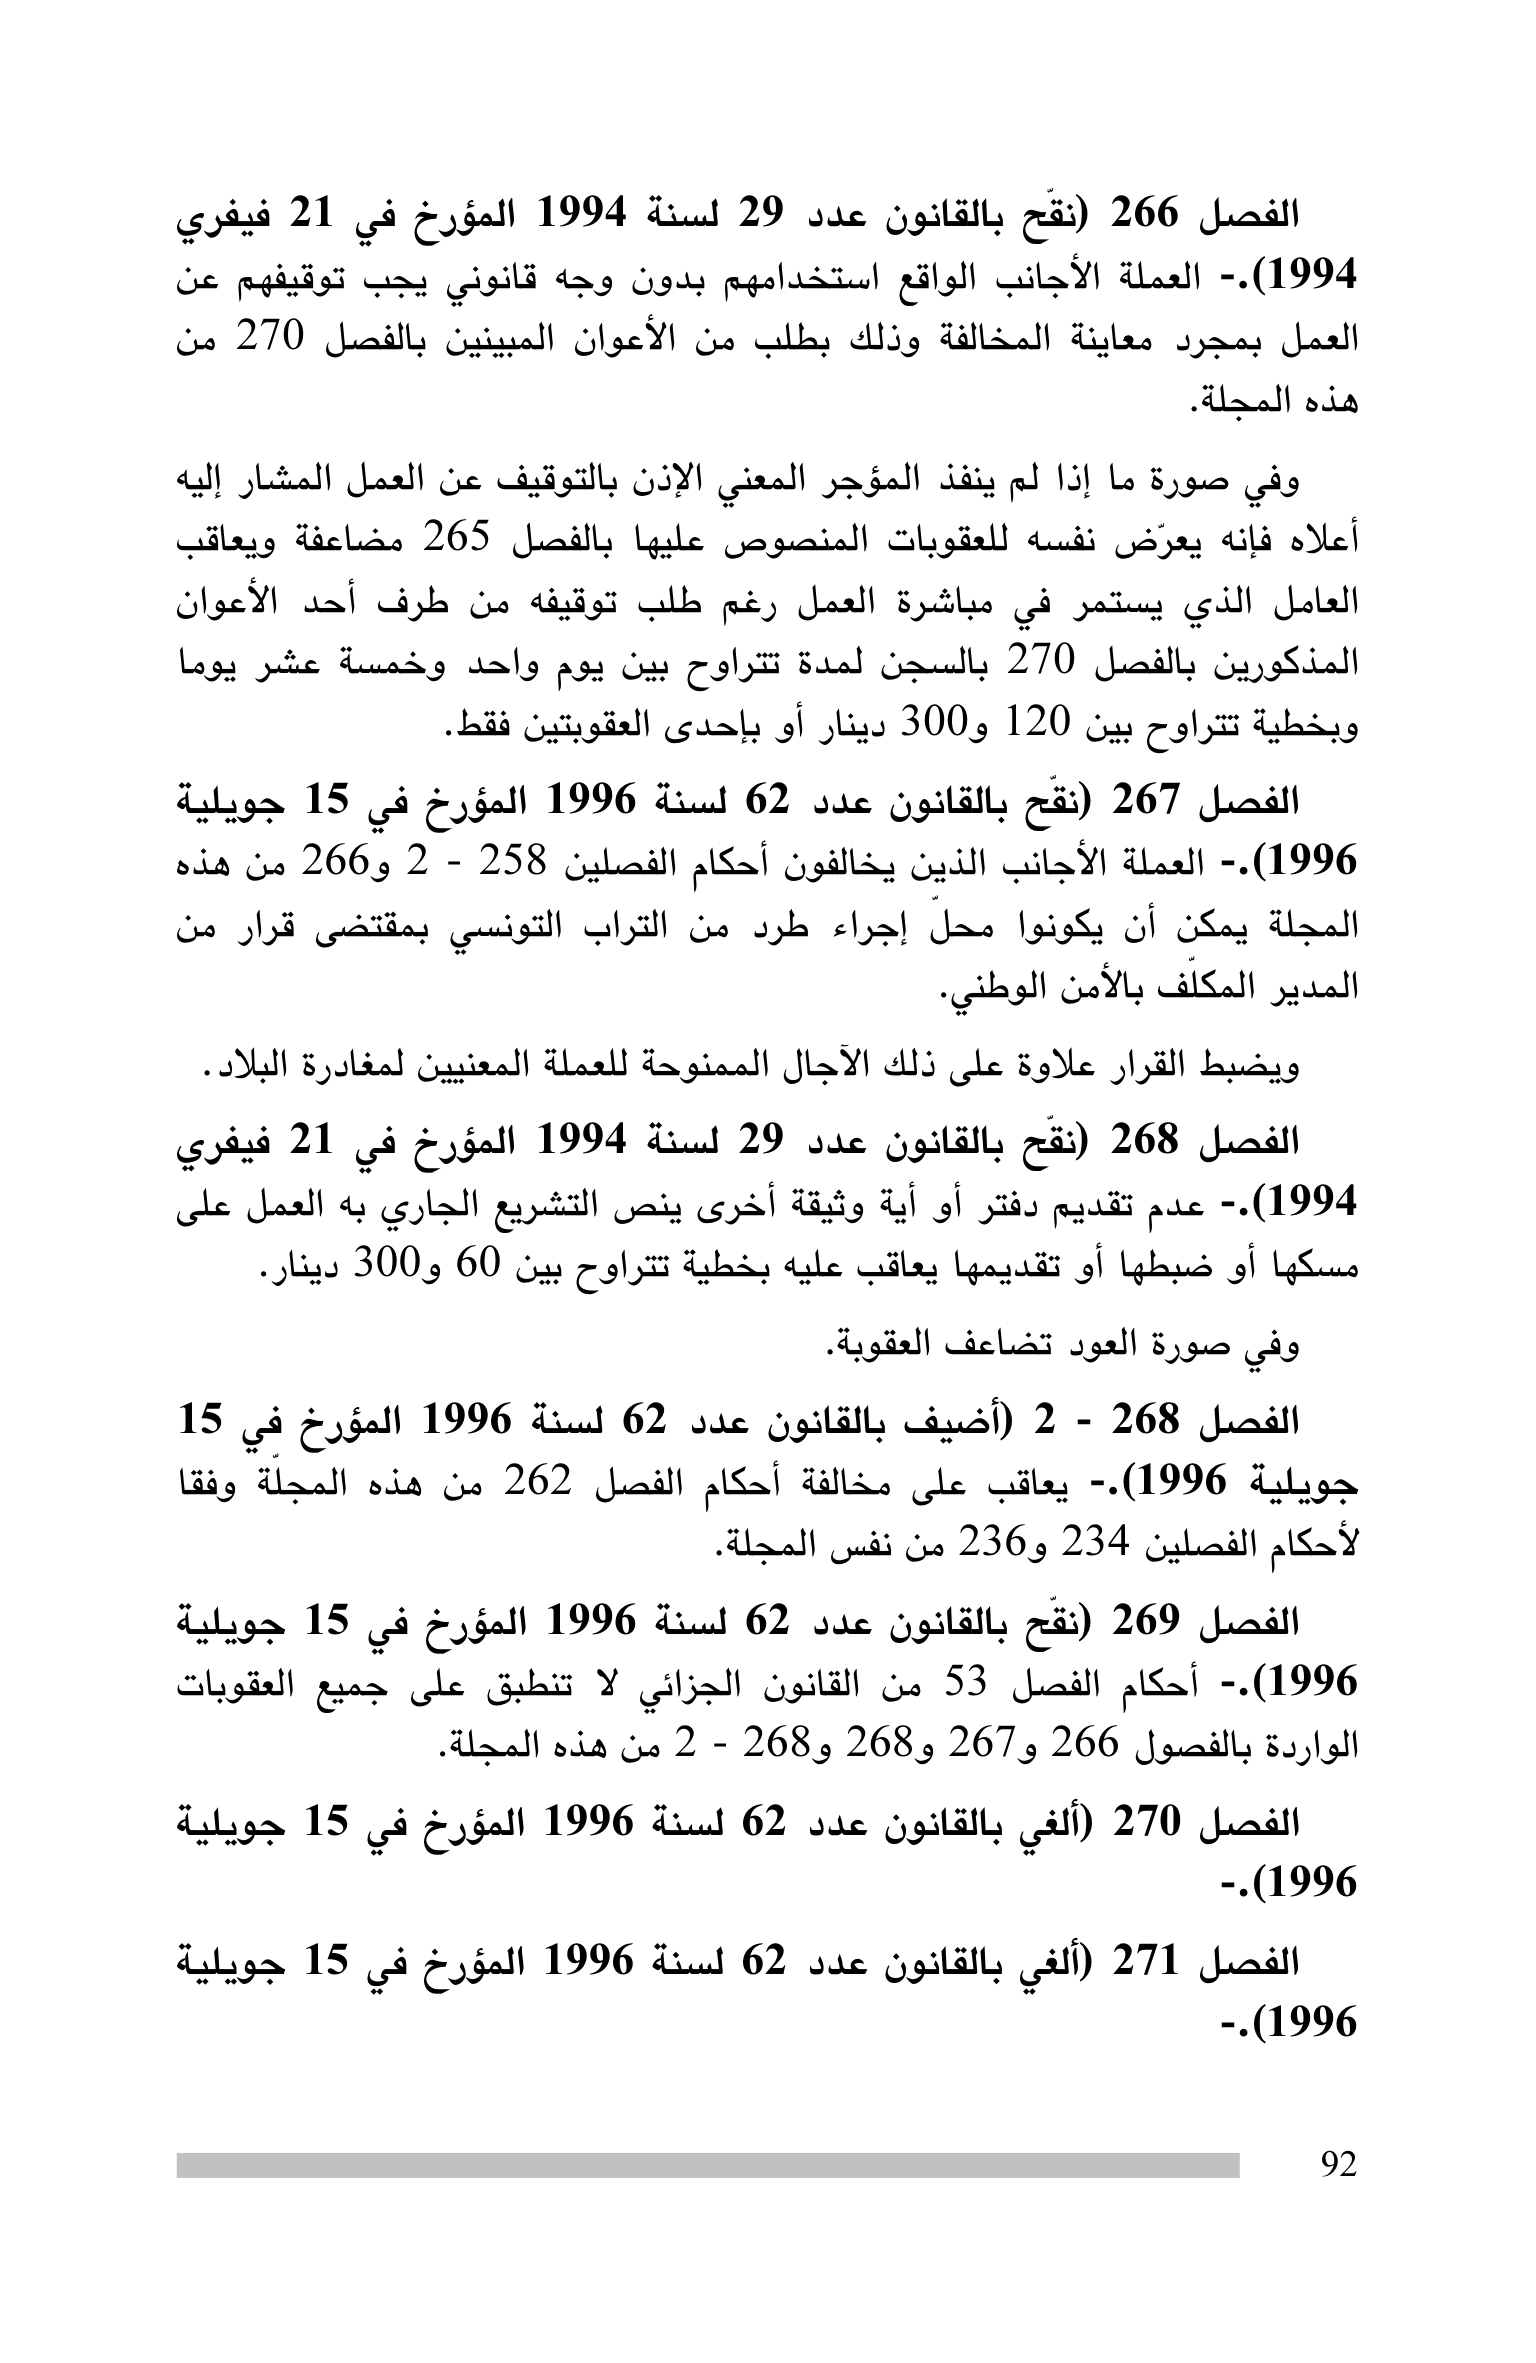 الفصل 266 (نقّح بالقانون عدد 29 لسنة 1994 المؤرخ في 21 فيفري
1994).- العملة الأجانب الواقع استخدامهم بدون وجه قانوني يجب توقيفهم عن
العمل بمجرد معاينة المخالفة وذلك بطلب من الأعوان المبينين بالفصل 270 من
هذه المجلة.
وفي صورة ما إذا لم ينفذ المؤجر المعني الإذن بالتوقيف عن العمل المشار إليه
أعلاه فإنه يعرّض نفسه للعقوبات المنصوص عليها بالفصل 265 مضاعفة ويعاقب
العامل الذي يستمر في مباشرة العمل رغم طلب توقيفه من طرف أحد الأعوان
المذكورين بالفصل 270 بالسجن لمدة تتراوح بين يوم واحد وخمسة عشر يوما
وبخطية تتراوح بين 120 و300 دينار أو بإحدى العقوبتين فقط.
الفصل 267 (نقّح بالقانون عدد 62 لسنة 1996 المؤرخ في 15 جويلية
1996).- العملة الأجانب الذين يخالفون أحكام الفصلين 258 - 2 و266 من هذه
المجلة يمكن أن يكونوا محلّ إجراء طرد من التراب التونسي بمقتضى قرار من
المدير المكلّف بالأمن الوطني.
ويضبط القرار علاوة على ذلك الآجال الممنوحة للعملة المعنيين لمغادرة البلاد.
الفصل 268 (نقّح بالقانون عدد 29 لسنة 1994 المؤرخ في 21 فيفري
1994).- عدم تقديم دفتر أو أية وثيقة أخرى ينص التشريع الجاري به العمل على
مسكها أو ضبطها أو تقديمها يعاقب عليه بخطية تتراوح بين 60 و300 دينار.
وفي صورة العود تضاعف العقوبة.
الفصل 268 - 2 (أضيف بالقانون عدد 62 لسنة 1996 المؤرخ في 15
جويلية 1996).- يعاقب على مخالفة أحكام الفصل 262 من هذه المجلّة وفقا
لأحكام الفصلين 234 و236 من نفس المجلة.
الفصل 269 (نقّح بالقانون عدد 62 لسنة 1996 المؤرخ في 15 جويلية
1996).- أحكام الفصل 53 من القانون الجزائي لا تنطبق على جميع العقوبات
الواردة بالفصول 266 و267 و268 و268 - 2 من هذه المجلة.
الفصل 270 (ألغي بالقانون عدد 62 لسنة 1996 المؤرخ في 15 جويلية
1996).-
الفصل 271 (ألغي بالقانون عدد 62 لسنة 1996 المؤرخ في 15 جويلية
1996).-
92